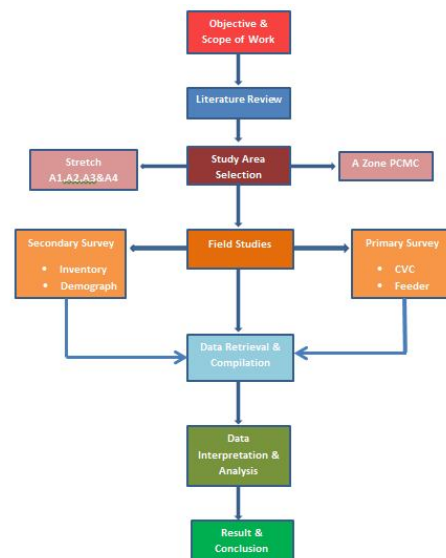 Objective &
Scope of Work
Literature Review
Stretch
A1.A2.A3&A4
Study Area
Selection
A Zone PCMC
Secondary Survey
• Inventory
• Demograph
Field Studies
Primary Survey
• CVC
• Feeder
Data Retrieval &
Compilation
Data
Interpretation &
Analysis
Result &
Conclusion